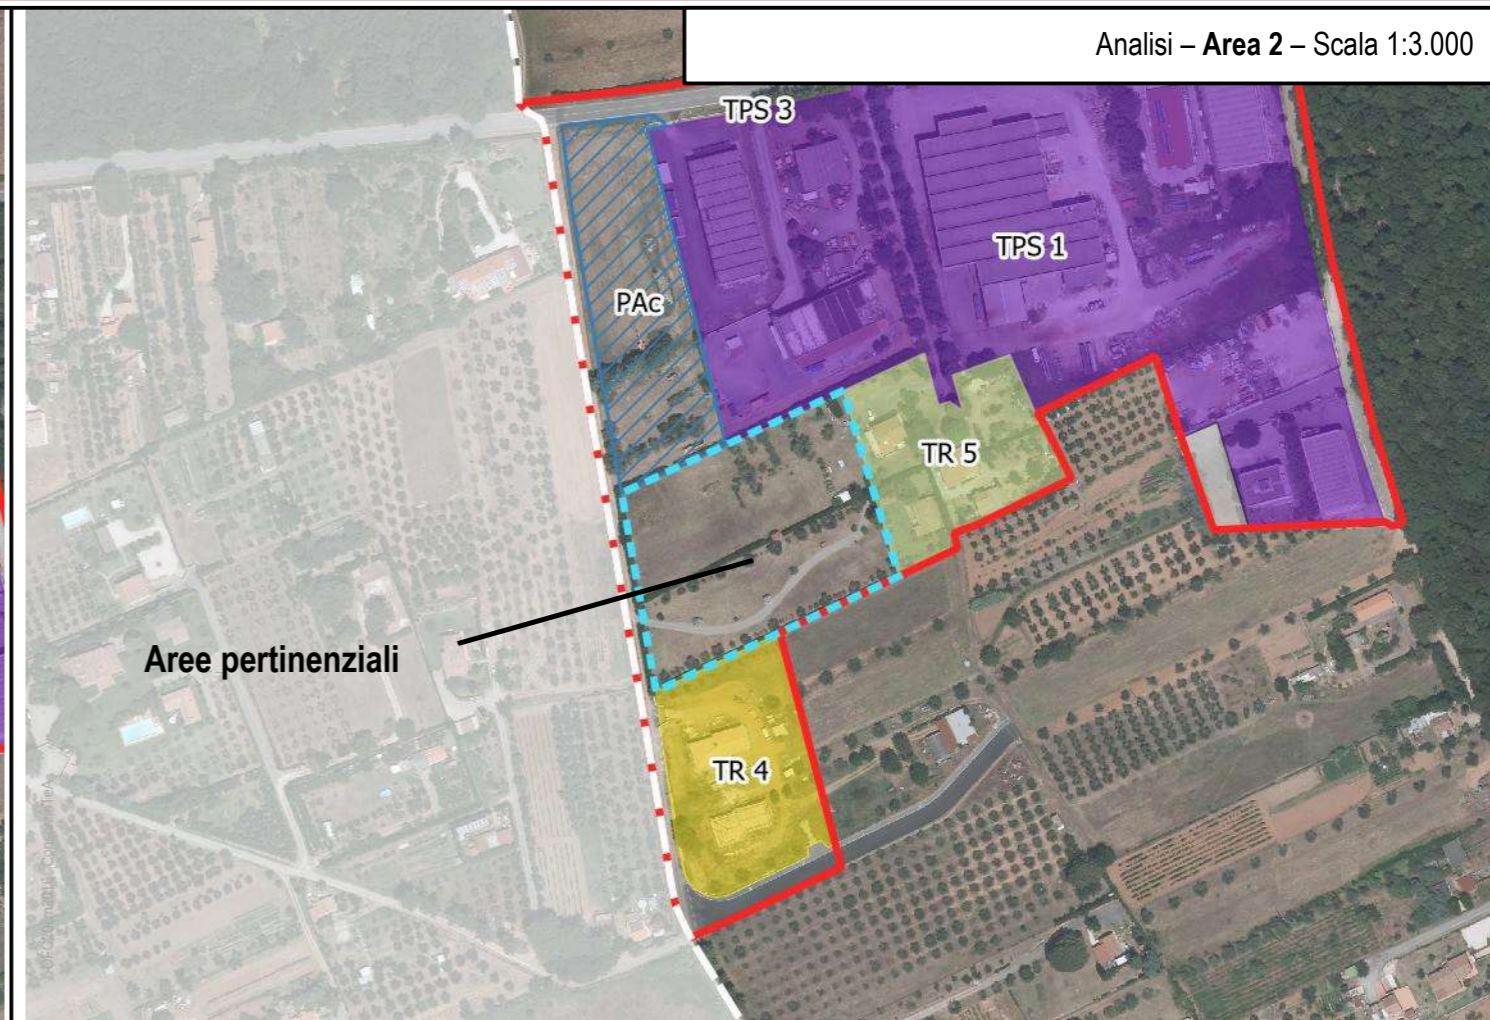 Analisi – Area 2 – Scala 1:3.000
TPS 3
TPS 1
PAc
TR 5
Aree pertinenziali
TR 4